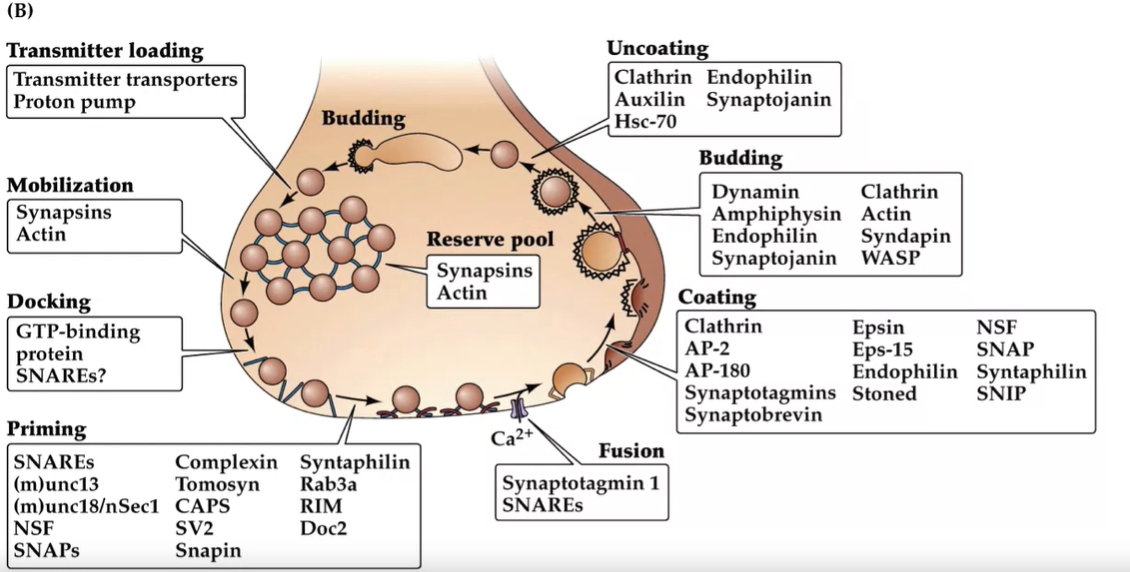 (B)
Transmitter loading
Transmitter transporters
Proton pump
Mobilization
Synapsins
Actin
Docking
GTP-binding
protein
SNAREs?
Priming
SNAREs Complexin Syntaphilin
(m)unc13 Tomosyn Rab3a
(m)unc18/nSec1 CAPS RIM
NSF SV2 Doc2
SNAPs Snapin
Budding
Reserve pool
Synapsins
Actin
Ca²⁺
Fusion
Synaptotagmin 1
SNAREs
Uncoating
Clathrin Endophilin
Auxilin Synaptojanin
Hsc-70
Budding
Dynamin Clathrin
Amphiphysin Actin
Endophilin Syndapin
Synaptojanin WASP
Coating
Clathrin Epsin NSF
AP-2 Eps-15 SNAP
AP-180 Endophilin Syntaphilin
Synaptotagmins Stoned SNIP
Synaptobrevin